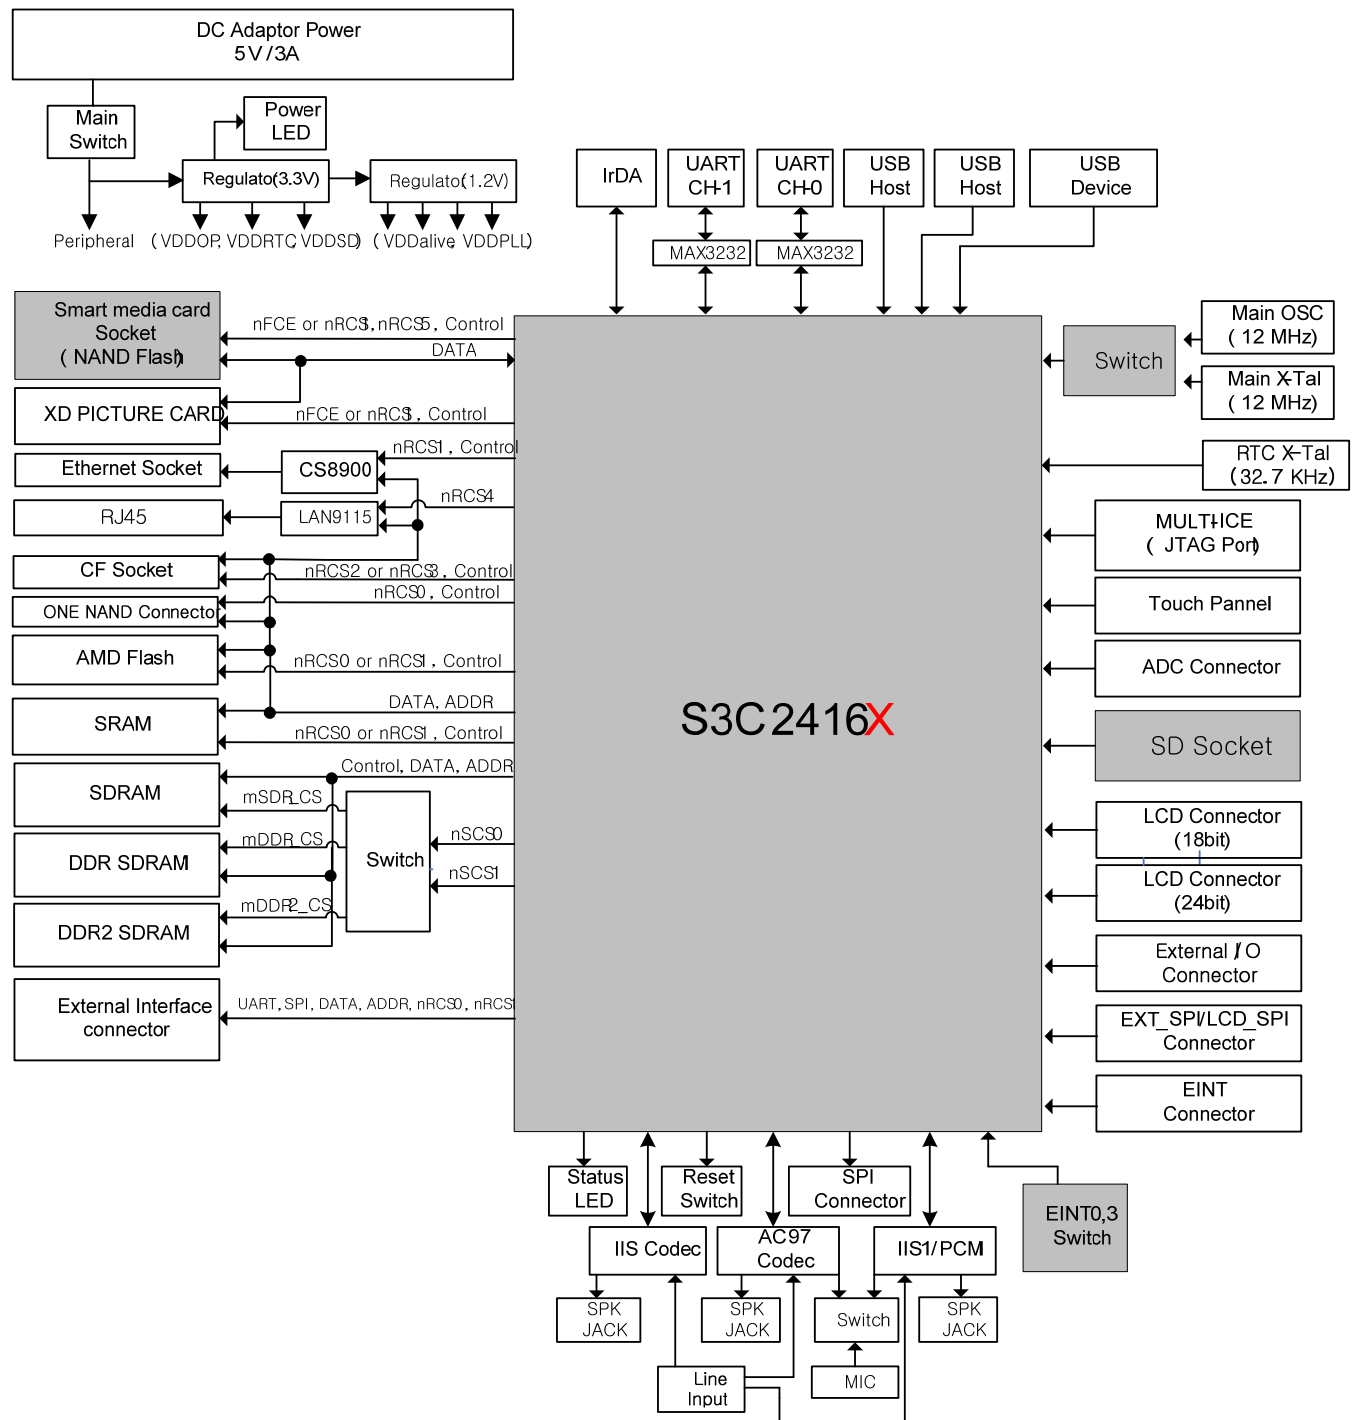 DC Adaptor Power
5V/3A
Main
Switch
Power
LED
Regulator(3.3V)
Regulator(1.2V)
Peripheral
(VDDOP, VDDRTC, VDDSD)
(VDDalive, VDDPLL)
IrDA
UART
CH-1
UART
CH-0
USB
Host
USB
Host
USB
Device
MAX3232
MAX3232
Smart media card
Socket
(NAND Flash)
nFCE or nRCS1, nRCS5, Control
DATA
XD PICTURE CARD
nFCE or nRCS1, Control
nRCS1, Control
Ethernet Socket
CS8900
nRCS4
RJ45
LAN9115
CF Socket
nRCS2 or nRCS3, Control
nRCS0, Control
ONE NAND Connector
AMD Flash
nRCS0 or nRCS1, Control
DATA, ADDR
SRAM
nRCS0 or nRCS1, Control
Control, DATA, ADDR
SDRAM
mSDR_CS
nSCS0
mDDR_CS
DDR SDRAM
Switch
nSCS1
mDDR2_CS
DDR2 SDRAM
External Interface
connector
UART, SPI, DATA, ADDR, nRCS0, nRCS1
S3C2416X
Switch
Main OSC
(12 MHz)
Main X-Tal
(12 MHz)
RTC X-Tal
(32.7 KHz)
MULTI-ICE
( JTAG Port)
Touch Pannel
ADC Connector
SD Socket
LCD Connector
(18bit)
LCD Connector
(24bit)
External I/O
Connector
EXT_SPI/LCD_SPI
Connector
EINT
Connector
Status
LED
Reset
Switch
SPI
Connector
EINT0,3
Switch
IIS Codec
AC97
Codec
IIS1/PCM
SPK
JACK
SPK
JACK
Switch
SPK
JACK
Line
Input
MIC